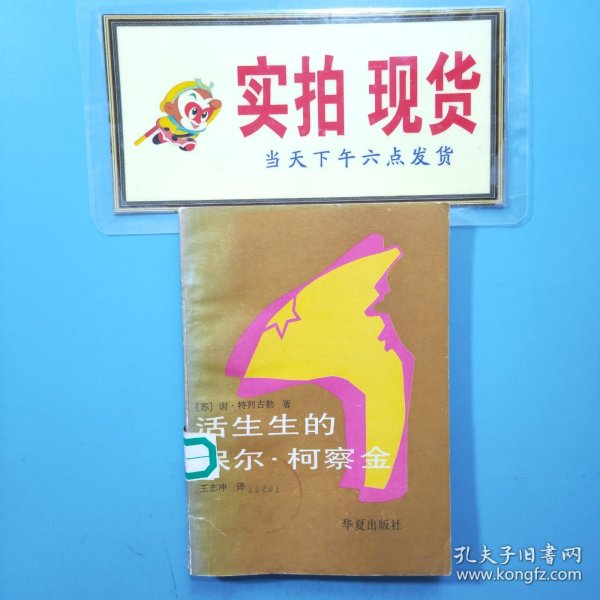 实拍 现货
当天下午六点发货
〔苏〕谢·特列古勃 著
活生生的
保尔·柯察金
王志冲 译
华夏出版社
孔夫子旧书网
www.kongfz.com